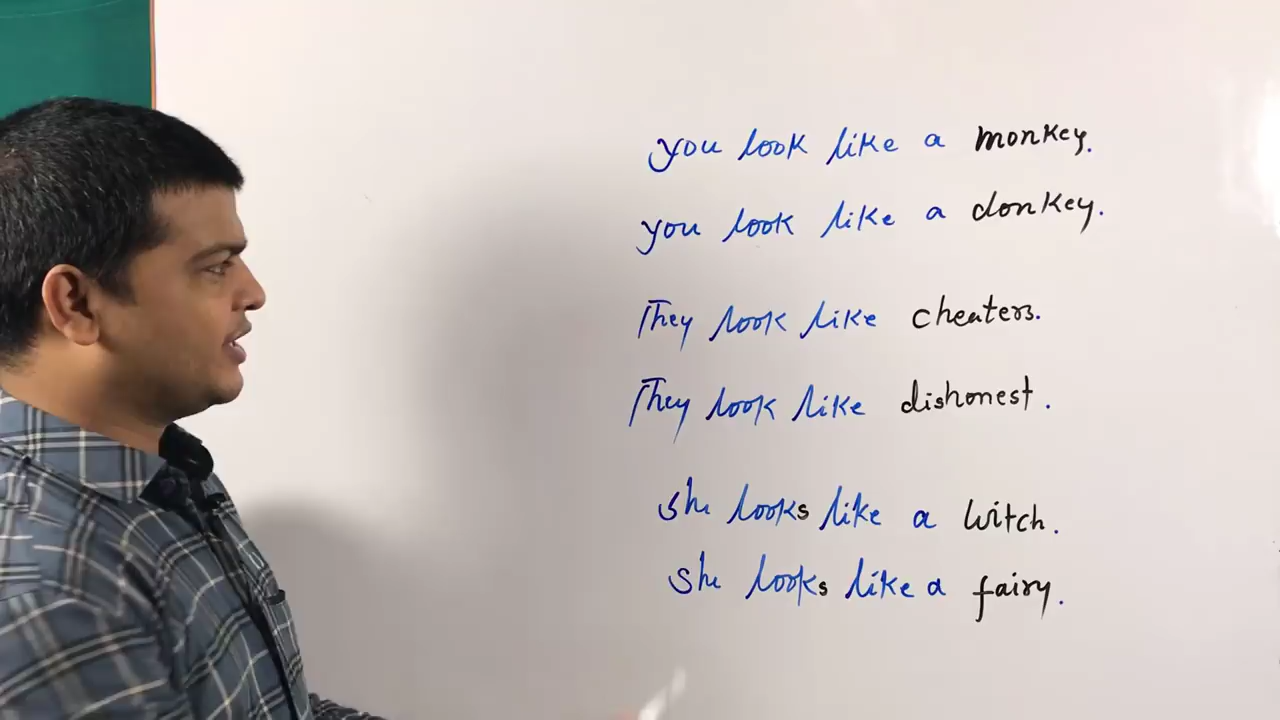 you look like a monkey.
you look like a donkey.
They look like cheaters.
They look like dishonest.
she looks like a witch.
she looks like a fairy.